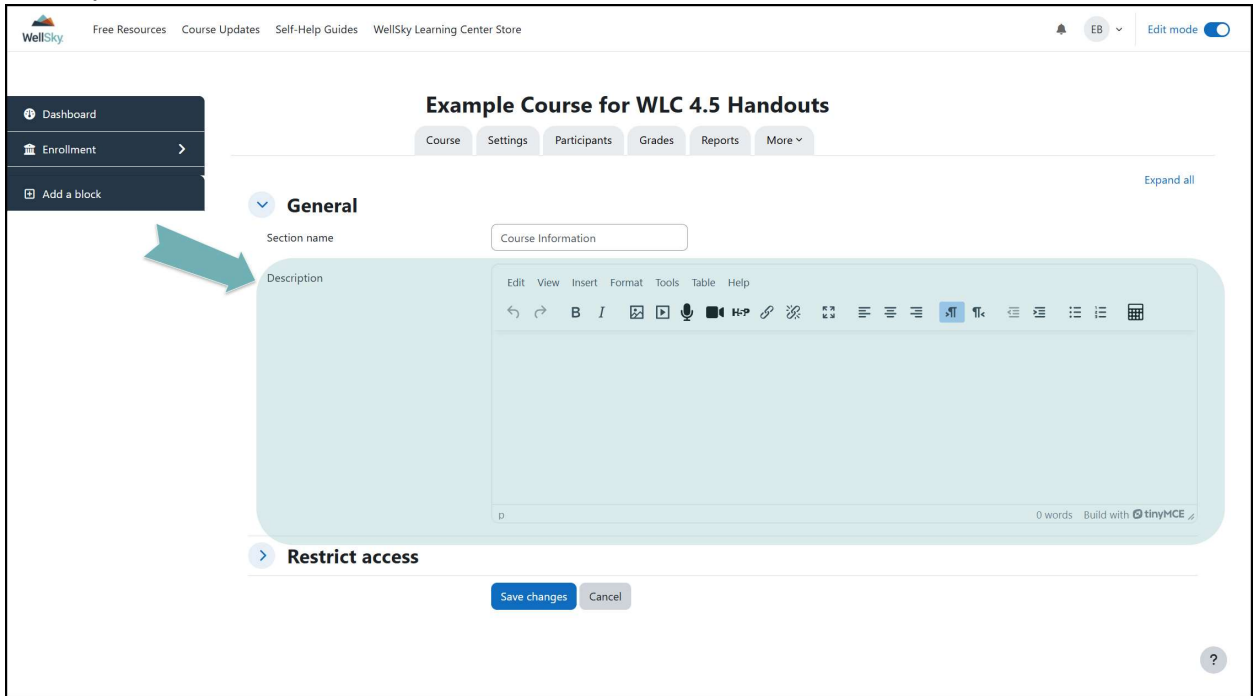 WellSky.
Free Resources Course Updates Self-Help Guides WellSky Learning Center Store
EB Edit mode
Dashboard
Enrollment
Add a block
Example Course for WLC 4.5 Handouts
Course Settings Participants Grades Reports More
Expand all
General
Section name Course Information
Description
Edit View Insert Format Tools Table Help
B I H-P
p 0 words Build with tinyMCE
Restrict access
Save changes Cancel
?